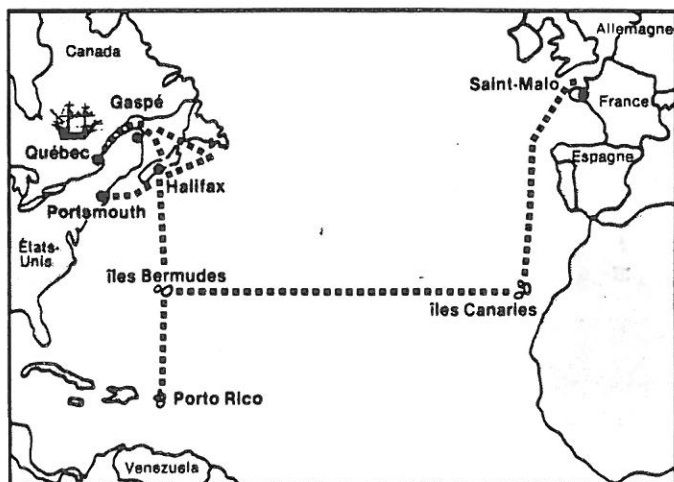 Canada
Allemagne
Saint-Malo
Gaspé
France
Québec
Espagne
Halifax
Portsmouth
États-
Unis
îles Bermudes
îles Canaries
Porto Rico
Venezuela